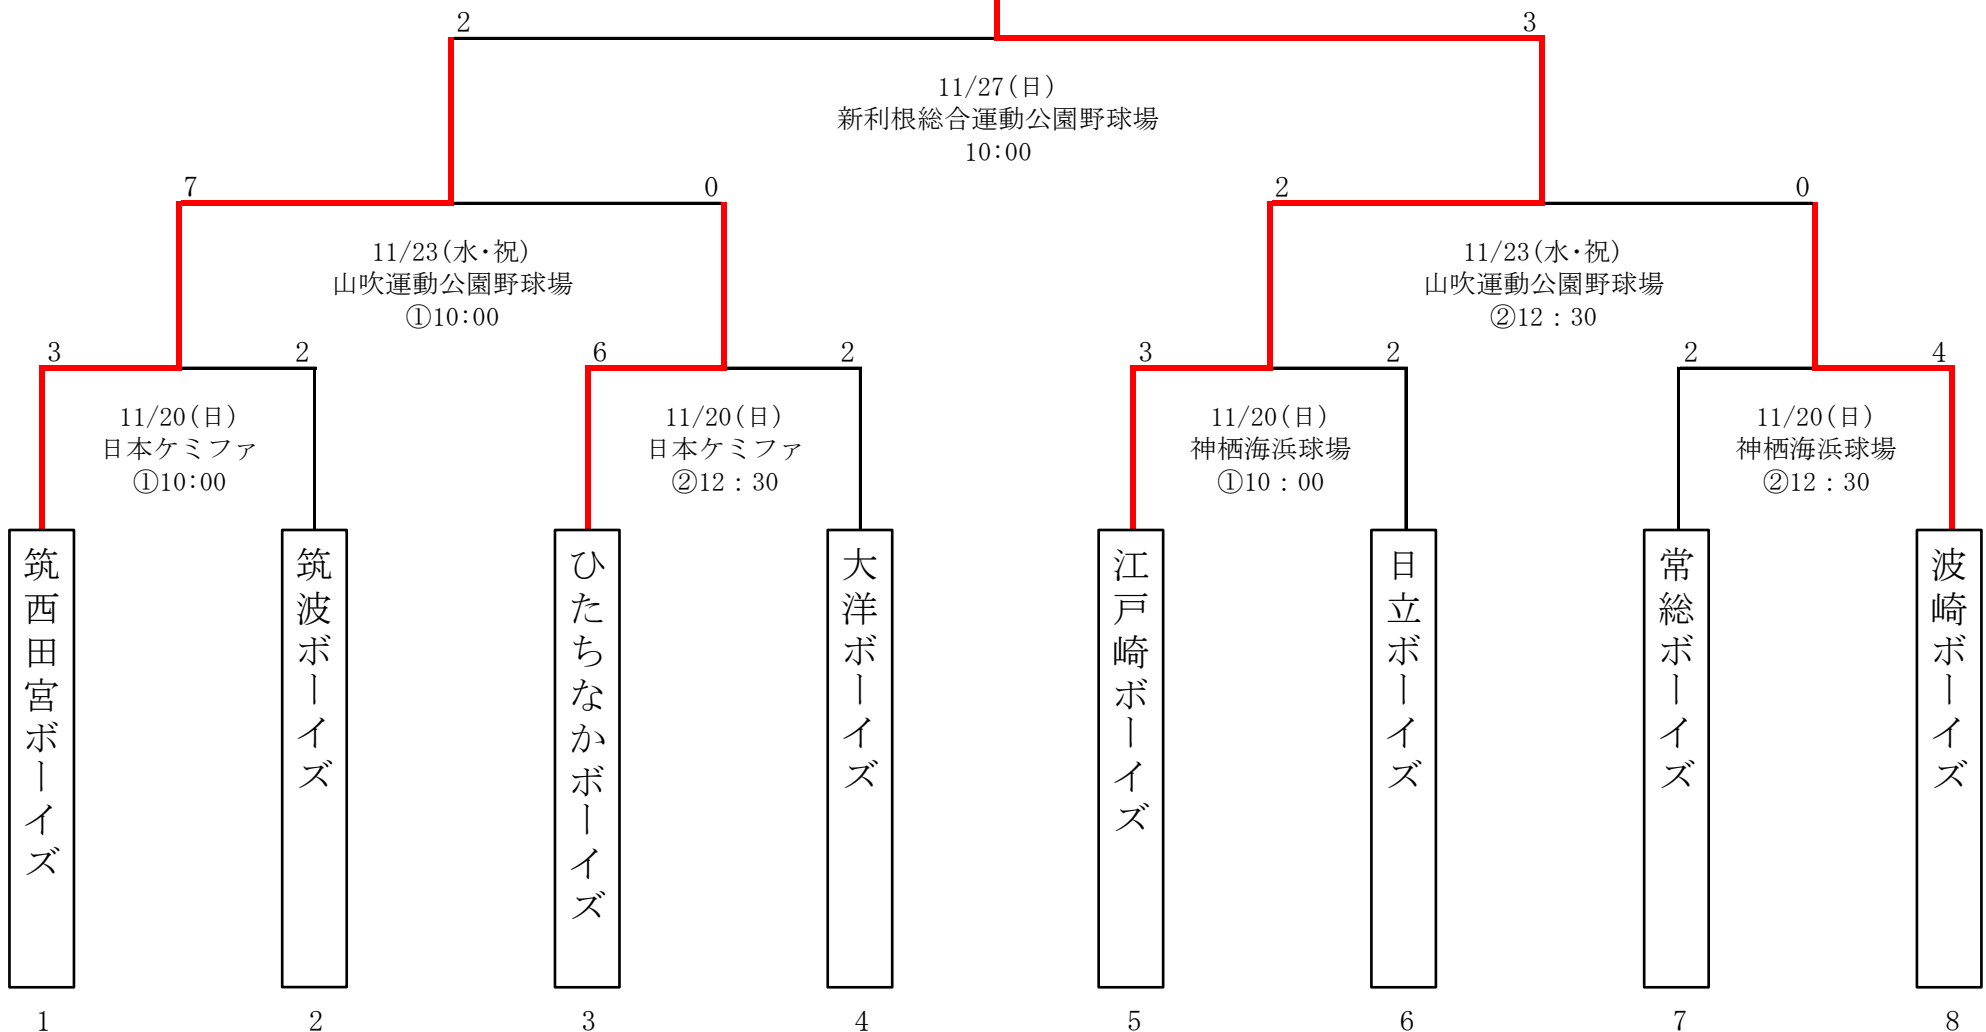 2
3
11/27(日)
新利根総合運動公園野球場
10:00
7
0
2
0
11/23(水・祝)
山吹運動公園野球場
①10:00
11/23(水・祝)
山吹運動公園野球場
②12：30
3
2
6
2
3
2
2
4
11/20(日)
日本ケミファ
①10:00
11/20(日)
日本ケミファ
②12：30
11/20(日)
神栖海浜球場
①10：00
11/20(日)
神栖海浜球場
②12：30
筑西田宮ボーイズ
筑波ボーイズ
ひたちなかボーイズ
大洋ボーイズ
江戸崎ボーイズ
日立ボーイズ
常総ボーイズ
波崎ボーイズ
1
2
3
4
5
6
7
8